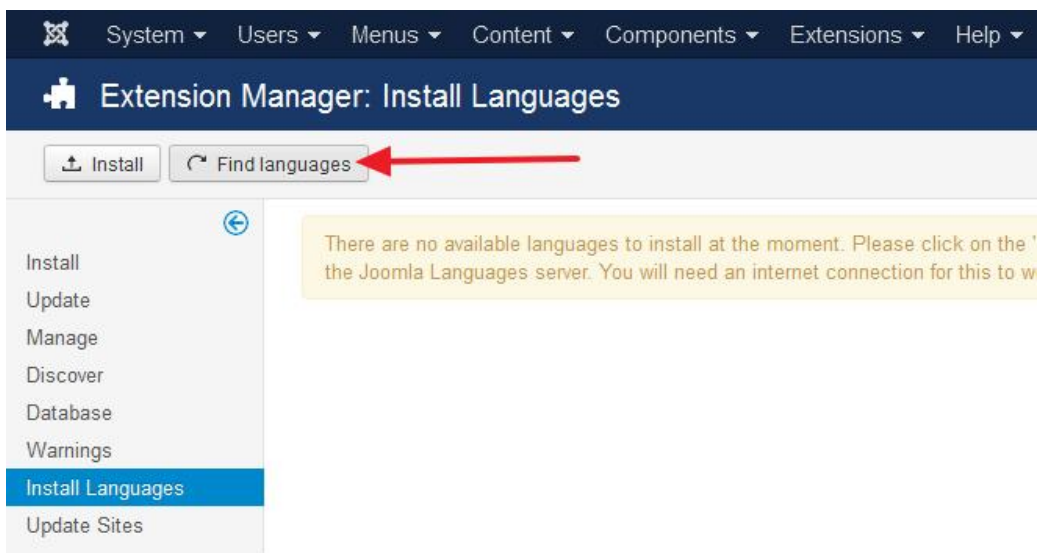 System Users Menus Content Components Extensions Help
Extension Manager: Install Languages
Install Find languages
There are no available languages to install at the moment. Please click on the '
the Joomla Languages server. You will need an internet connection for this to w
Install
Update
Manage
Discover
Database
Warnings
Install Languages
Update Sites